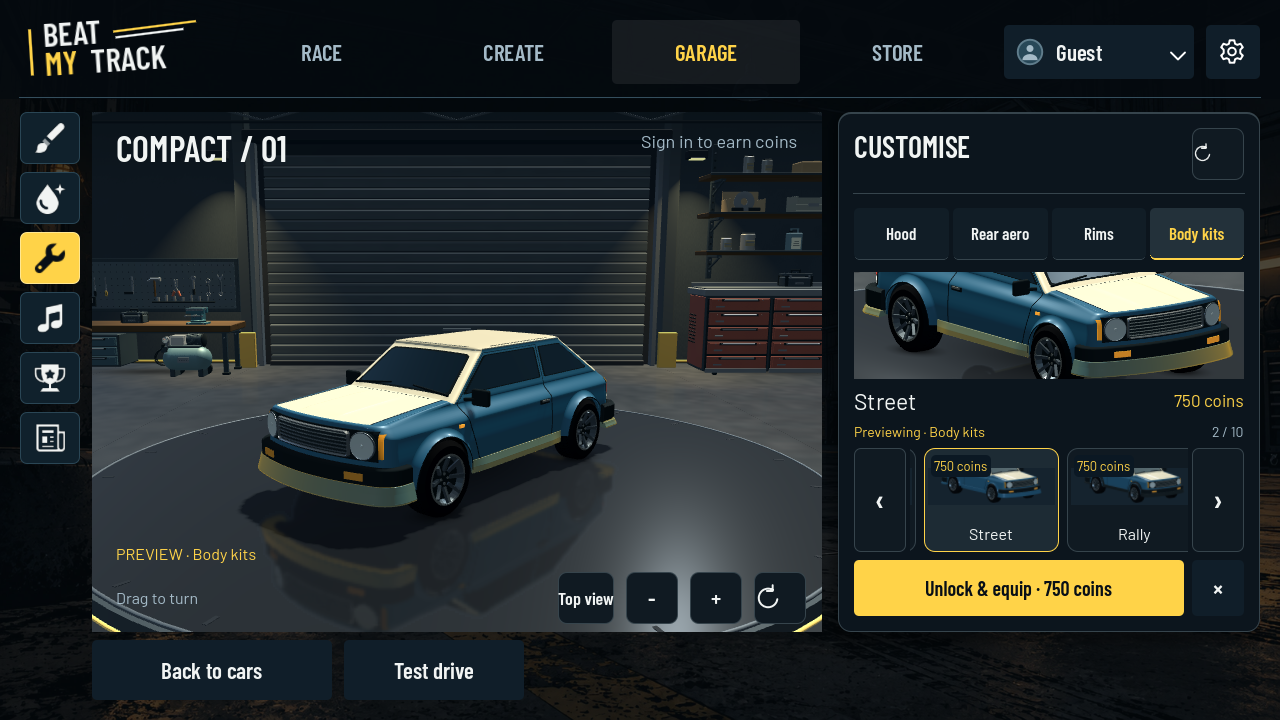 BEAT
MY TRACK
RACE
CREATE
GARAGE
STORE
Guest
COMPACT / 01
Sign in to earn coins
PREVIEW · Body kits
Drag to turn
Top view
-
+
Back to cars
Test drive
CUSTOMISE
Hood
Rear aero
Rims
Body kits
Street
750 coins
Previewing · Body kits
2 / 10
‹
750 coins
Street
750 coins
Rally
›
Unlock & equip · 750 coins
×